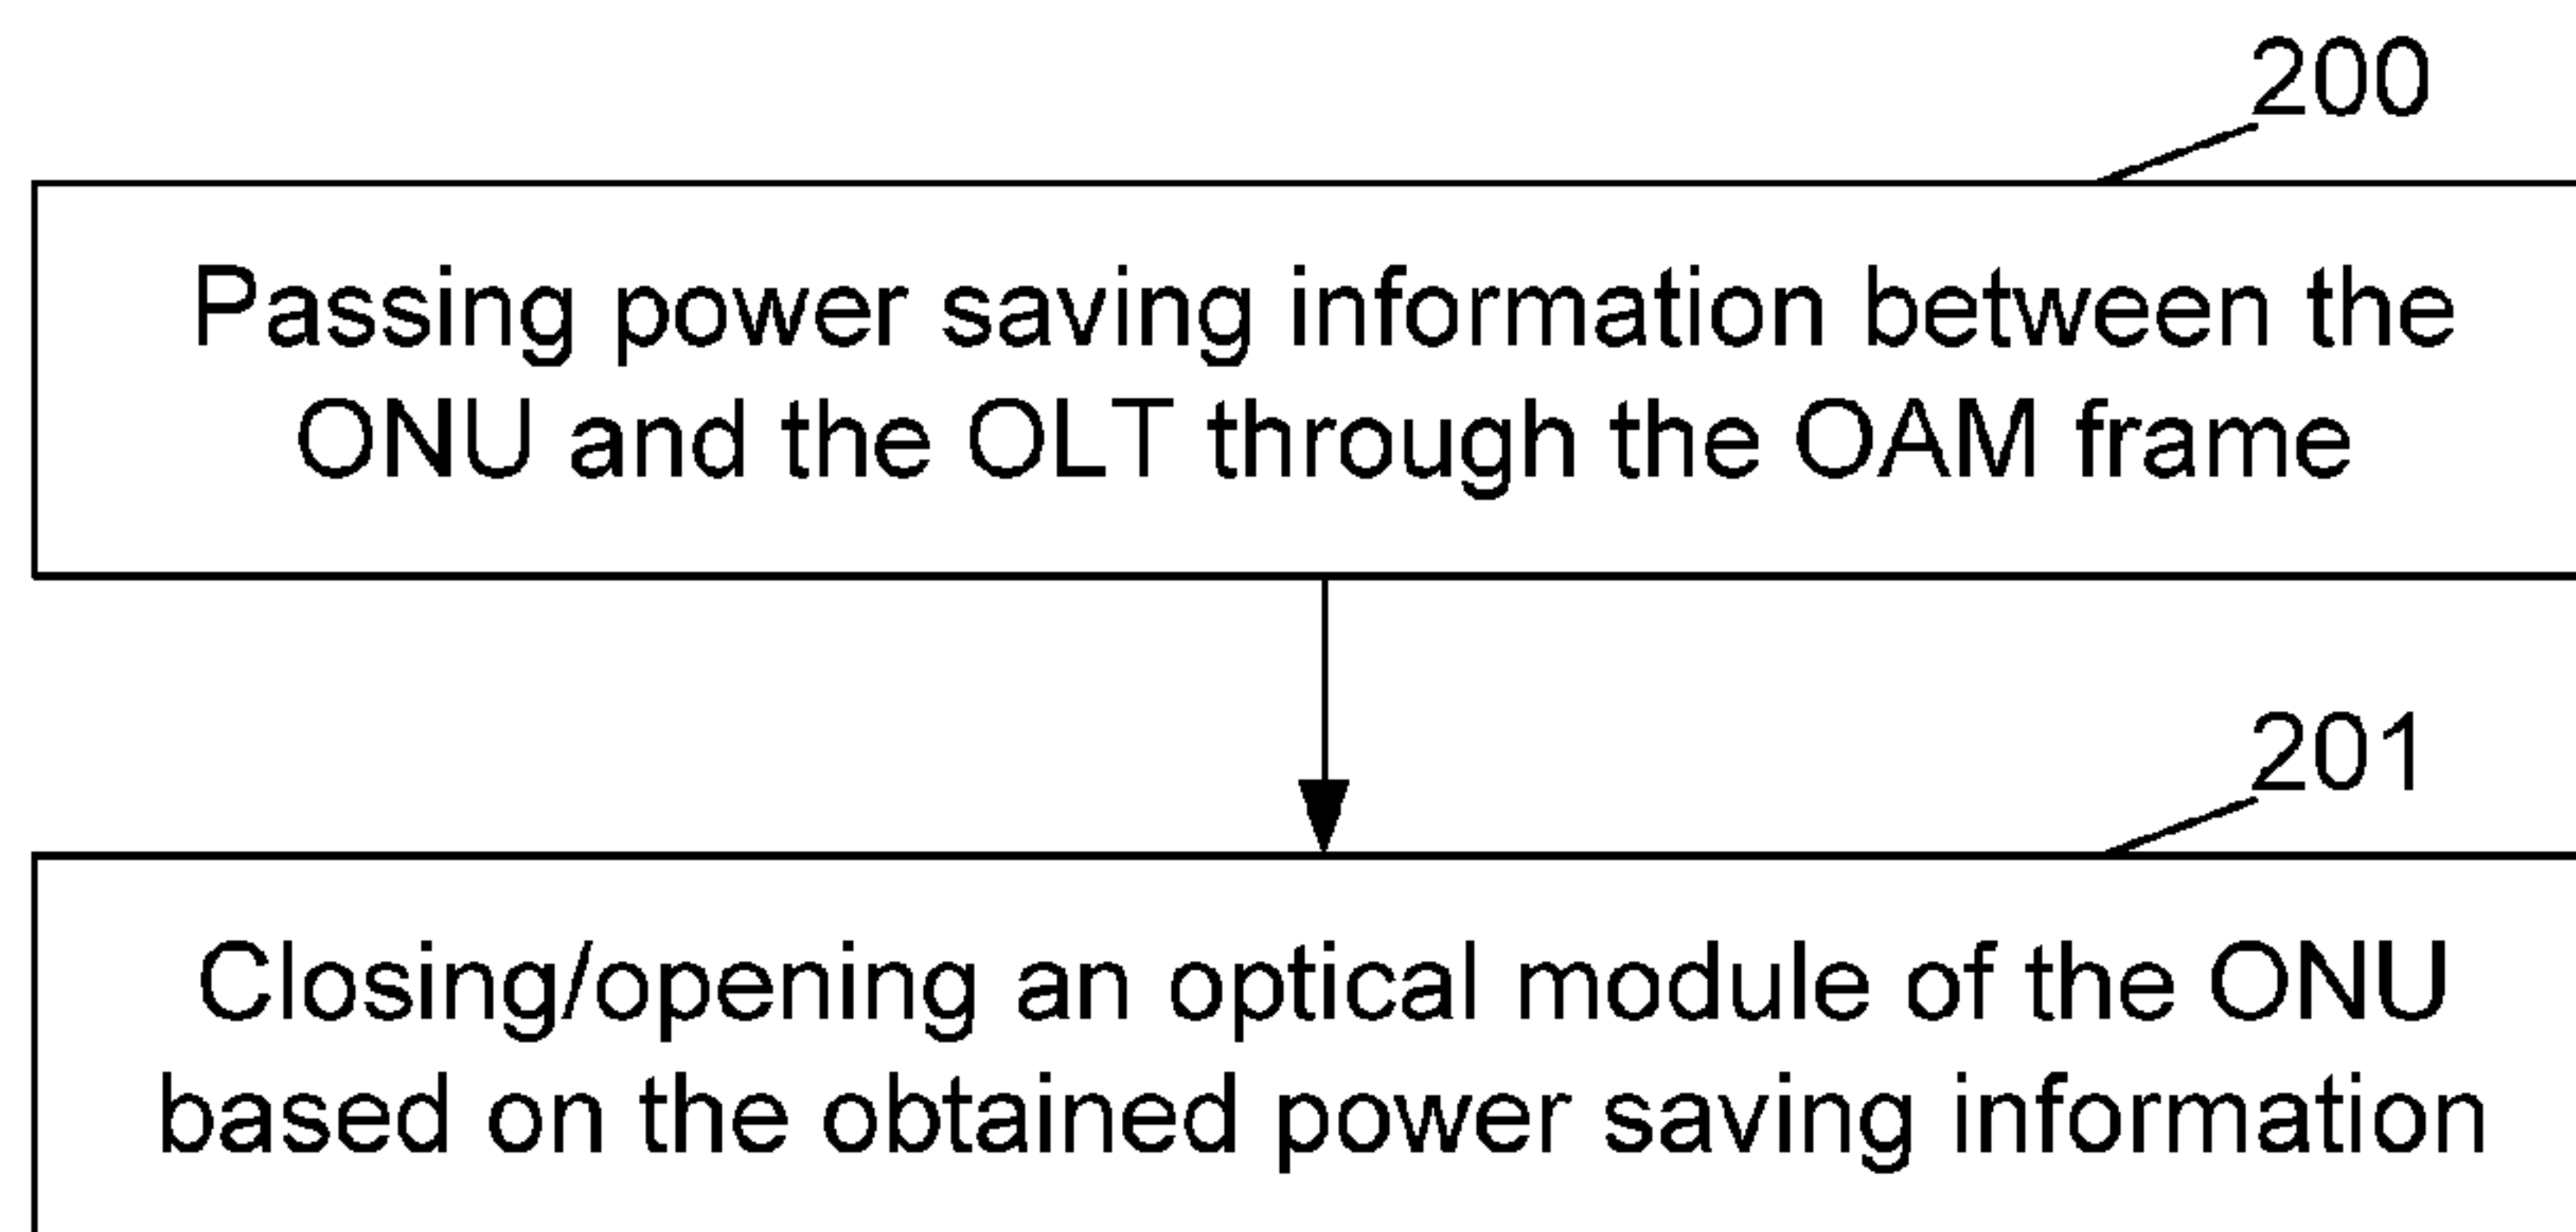 200
Passing power saving information between the
ONU and the OLT through the OAM frame
201
Closing/opening an optical module of the ONU
based on the obtained power saving information